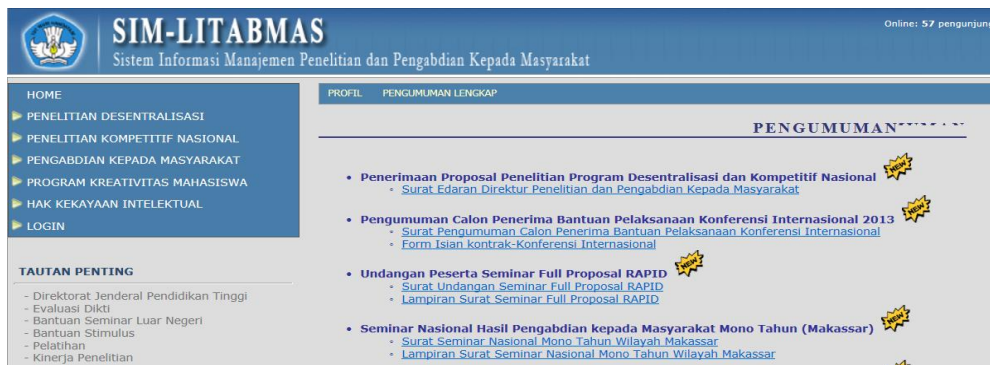 SIM-LITABMAS
Sistem Informasi Manajemen Penelitian dan Pengabdian Kepada Masyarakat
Online: 57 pengunjung
HOME
PENELITIAN DESENTRALISASI
PENELITIAN KOMPETITIF NASIONAL
PENGABDIAN KEPADA MASYARAKAT
PROGRAM KREATIVITAS MAHASISWA
HAK KEKAYAAN INTELEKTUAL
LOGIN
TAUTAN PENTING
- Direktorat Jenderal Pendidikan Tinggi
- Evaluasi Dikti
- Bantuan Seminar Luar Negeri
- Bantuan Stimulus
- Pelatihan
- Kinerja Penelitian
PROFIL PENGUMUMAN LENGKAP
PENGUMUMAN
• Penerimaan Proposal Penelitian Program Desentralisasi dan Kompetitif Nasional NEW
◦ Surat Edaran Direktur Penelitian dan Pengabdian Kepada Masyarakat
• Pengumuman Calon Penerima Bantuan Pelaksanaan Konferensi Internasional 2013 NEW
◦ Surat Pengumuman Calon Penerima Bantuan Pelaksanaan Konferensi Internasional
◦ Form Isian kontrak-Konferensi Internasional
• Undangan Peserta Seminar Full Proposal RAPID NEW
◦ Surat Undangan Seminar Full Proposal RAPID
◦ Lampiran Surat Seminar Full Proposal RAPID
• Seminar Nasional Hasil Pengabdian kepada Masyarakat Mono Tahun (Makassar) NEW
◦ Surat Seminar Nasional Mono Tahun Wilayah Makassar
◦ Lampiran Surat Seminar Nasional Mono Tahun Wilayah Makassar